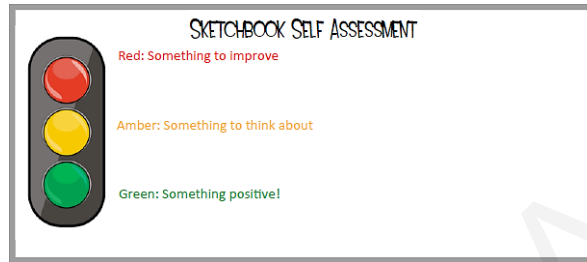 SKETCHBOOK SELF ASSESSMENT
Red: Something to improve
Amber: Something to think about
Green: Something positive!